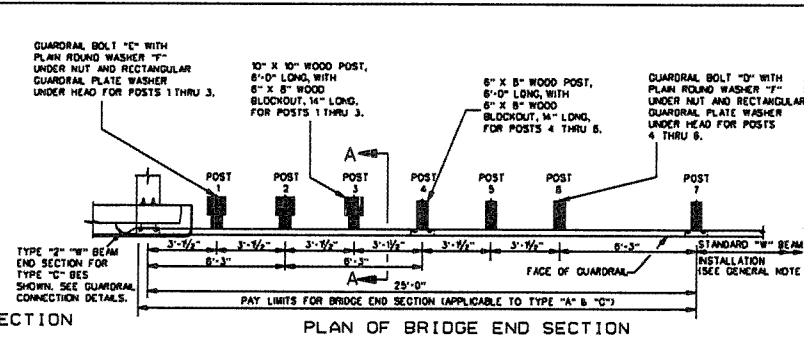 GUARDRAIL BOLT "E" WITH
PLAIN ROUND WASHER "F"
UNDER NUT AND RECTANGULAR
GUARDRAIL PLATE WASHER
UNDER HEAD FOR POSTS 1 THRU 3.
10" X 10" WOOD POST,
6'-0" LONG, WITH
6" X 8" WOOD
BLOCKOUT, 14" LONG,
FOR POSTS 1 THRU 3.
6" X 8" WOOD POST,
6'-0" LONG, WITH
6" X 8" WOOD
BLOCKOUT, 14" LONG,
FOR POSTS 4 THRU 6.
GUARDRAIL BOLT "D" WITH
PLAIN ROUND WASHER "F"
UNDER NUT AND RECTANGULAR
GUARDRAIL PLATE WASHER
UNDER HEAD FOR POSTS
4 THRU 6.
A
POST 1
POST 2
POST 3
POST 4
POST 5
POST 6
POST 7
3'-1½" 3'-1½" 3'-1½" 3'-1½" 3'-1½" 3'-1½" 6'-3"
6'-3" 6'-3"
A
FACE OF GUARDRAIL
STANDARD "W" BEAM
INSTALLATION
(SEE GENERAL NOTE
TYPE "2" "W" BEAM
END SECTION FOR
TYPE "C" BES
SHOWN. SEE GUARDRAIL
CONNECTION DETAILS.
25'-0"
PAY LIMITS FOR BRIDGE END SECTION (APPLICABLE TO TYPE "A" & "C")
ECTION
PLAN OF BRIDGE END SECTION